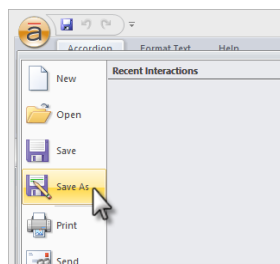 a
Accordion Format Text Help
Recent Interactions
New
Open
Save
Save As
Print
Send